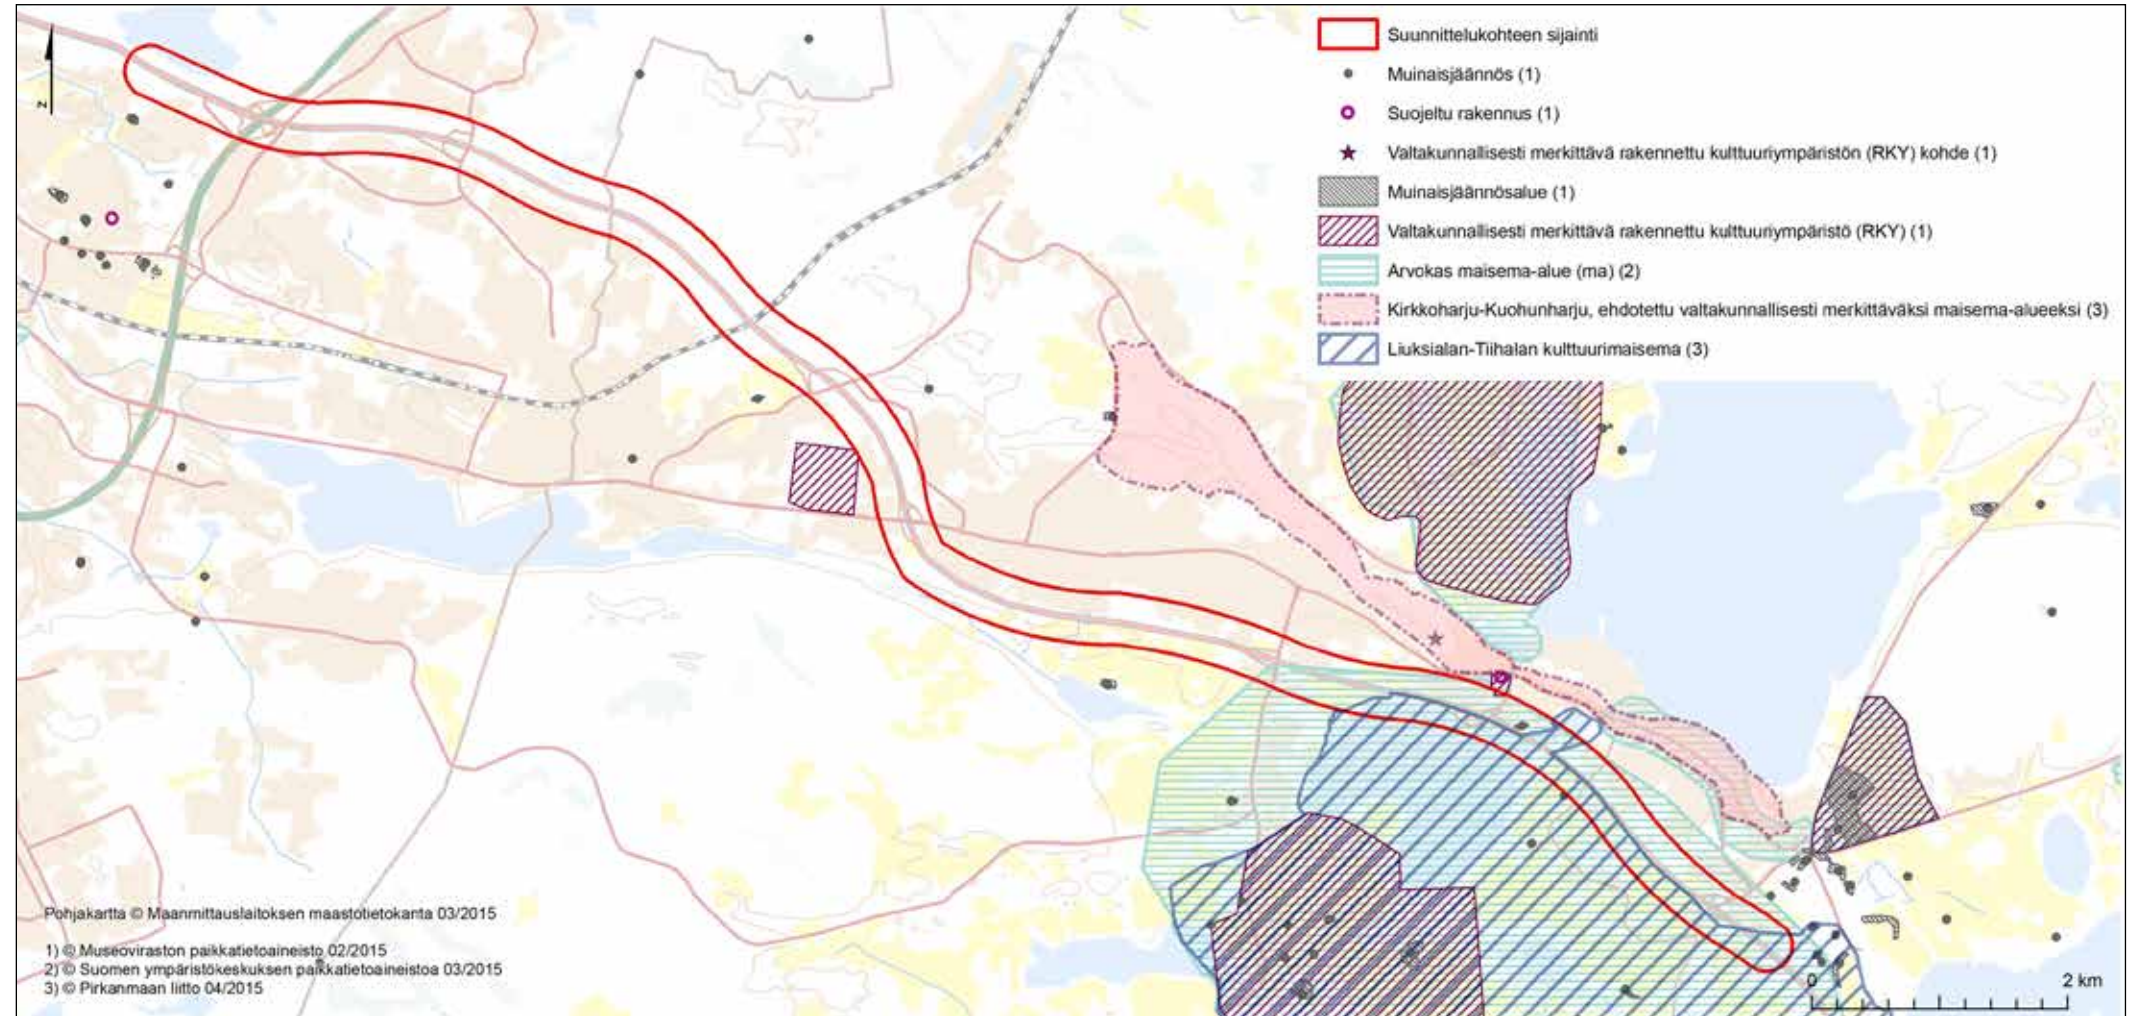 Suunnittelukohteen sijainti
Muinaisjäännös (1)
Suojeltu rakennus (1)
Valtakunnallisesti merkittävä rakennettu kulttuuriympäristön (RKY) kohde (1)
Muinaisjäännösalue (1)
Valtakunnallisesti merkittävä rakennettu kulttuuriympäristö (RKY) (1)
Arvokas maisema-alue (ma) (2)
Kirkkoharju-Kuohunharju, ehdotettu valtakunnallisesti merkittäväksi maisema-alueeksi (3)
Liuksialan-Tiihalan kulttuurimaisema (3)
N
Pohjakartta © Maanmittauslaitoksen maastotietokanta 03/2015
1) © Museoviraston paikkatietoaineisto 02/2015
2) © Suomen ympäristökeskuksen paikkatietoaineistoa 03/2015
3) © Pirkanmaan liitto 04/2015
0 2 km